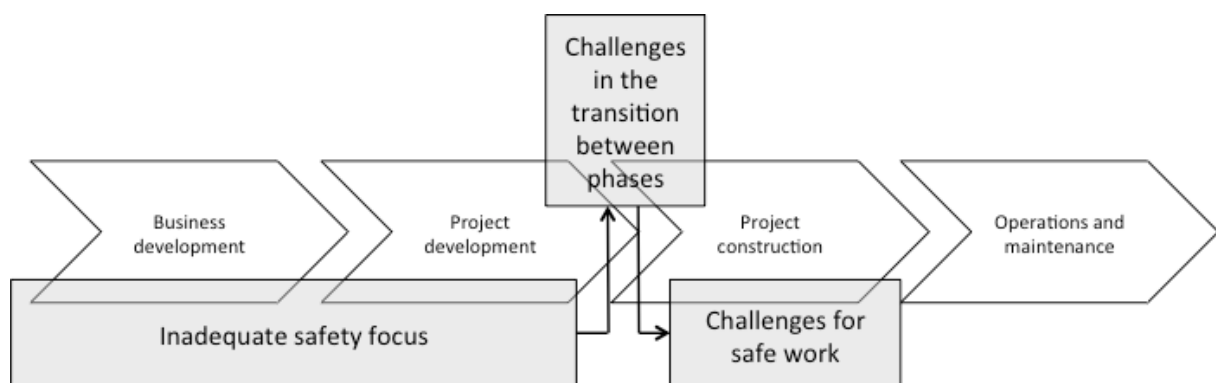 Challenges
in the
transition
between
phases
Business
development
Project
development
Project
construction
Operations and
maintenance
Inadequate safety focus
Challenges for
safe work